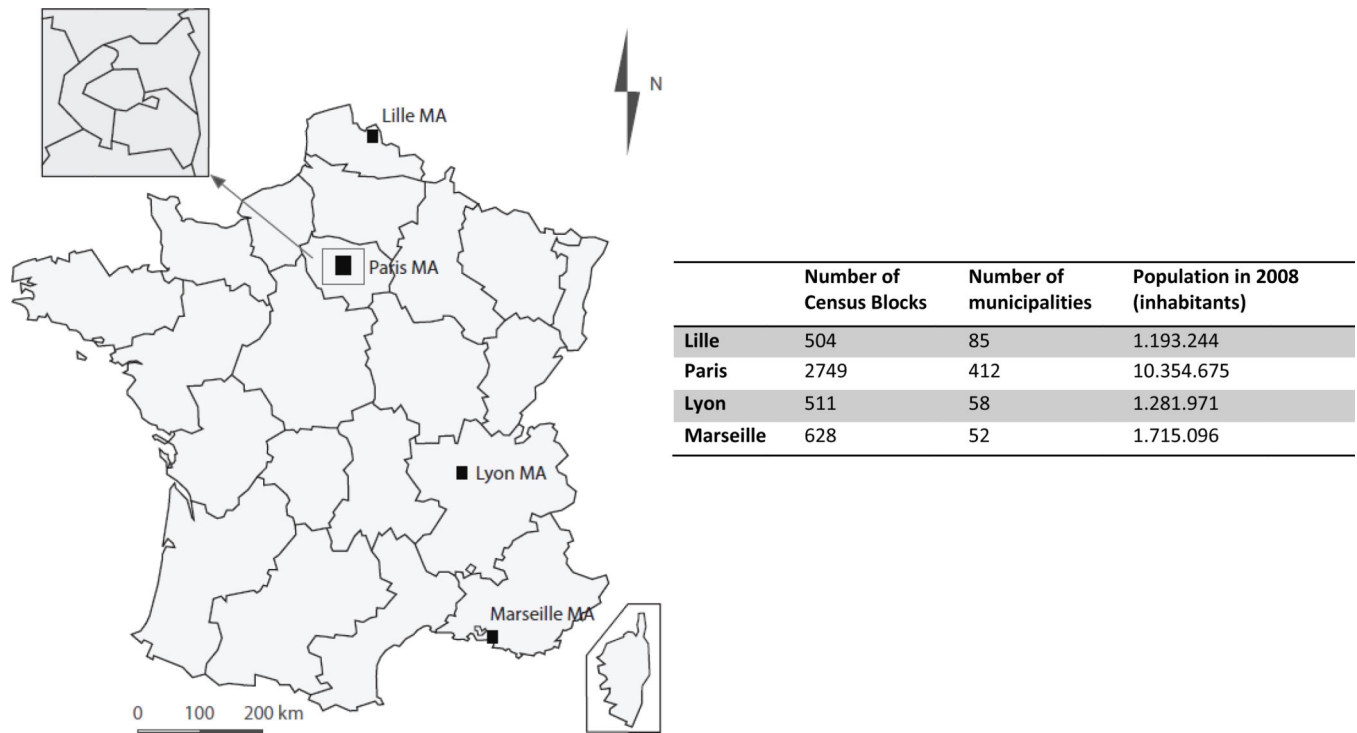 Lille MA
N
Paris MA
Lyon MA
Marseille MA
0 100 200 km
Number of Census Blocks Number of municipalities Population in 2008 (inhabitants)
Lille 504 85 1.193.244
Paris 2749 412 10.354.675
Lyon 511 58 1.281.971
Marseille 628 52 1.715.096